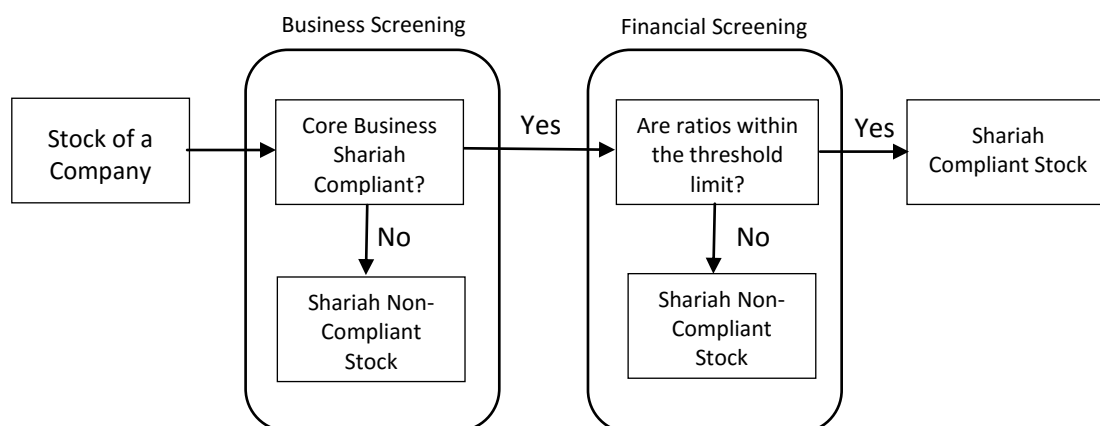 Business Screening
Financial Screening
Stock of a
Company
Core Business
Shariah
Compliant?
Yes
Are ratios within
the threshold
limit?
Yes
Shariah
Compliant Stock
No
No
Shariah Non-
Compliant
Stock
Shariah Non-
Compliant
Stock